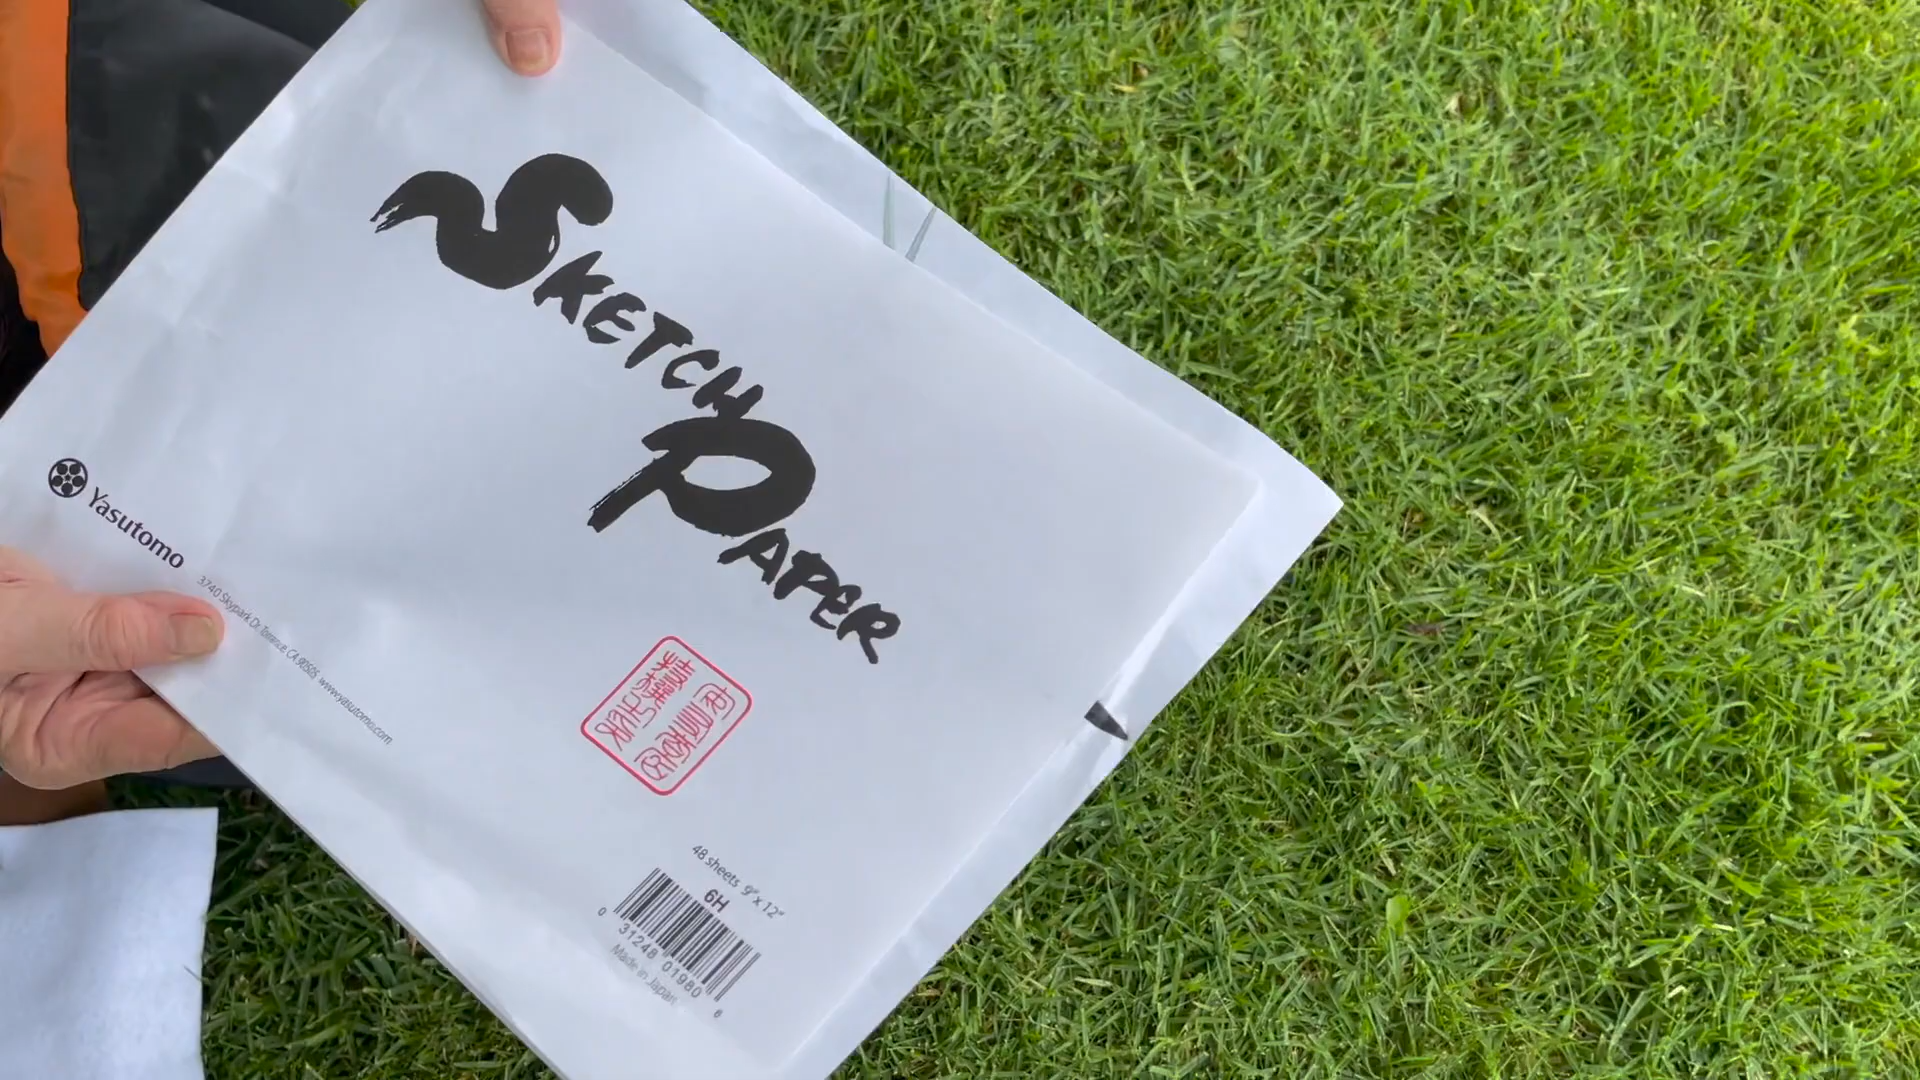 SKETCH
PAPER
Yasutomo
3740 Skypark Dr. Torrance, CA 90505 www.yasutomo.com
48 sheets 9" x 12"
6H
0 31248 01980 6
Made in Japan